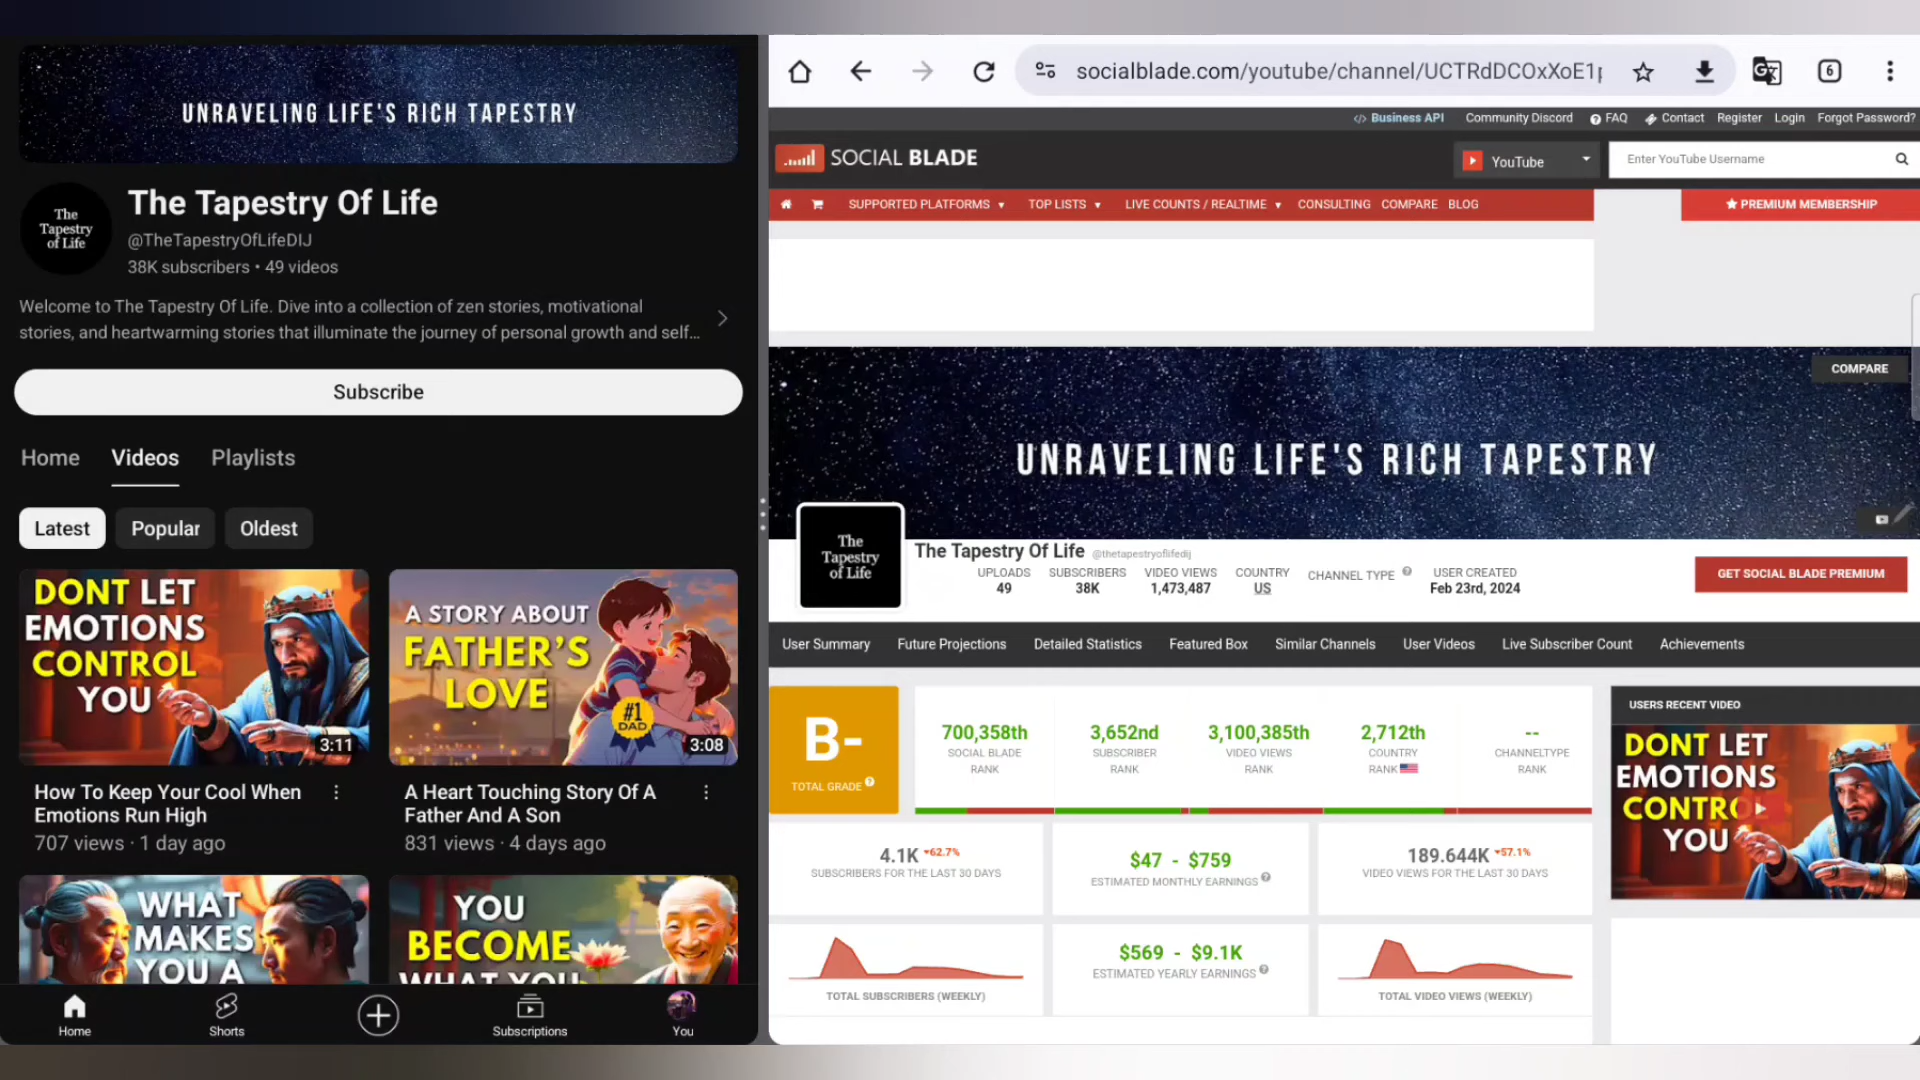 UNRAVELING LIFE'S RICH TAPESTRY
The
Tapestry
of Life
The Tapestry Of Life
@TheTapestryOfLifeDIJ
38K subscribers • 49 videos
Welcome to The Tapestry Of Life. Dive into a collection of zen stories, motivational
stories, and heartwarming stories that illuminate the journey of personal growth and self...
Subscribe
Home Videos Playlists
Latest Popular Oldest
DONT LET
EMOTIONS
CONTROL
YOU
3:11
A STORY ABOUT
FATHER'S
LOVE
#1
DAD
3:08
How To Keep Your Cool When
Emotions Run High
707 views · 1 day ago
A Heart Touching Story Of A
Father And A Son
831 views · 4 days ago
WHAT
MAKES
YOU A
YOU
BECOME
WHAT YOU
Home Shorts Subscriptions You
socialblade.com/youtube/channel/UCTRdDCOxXoE1
6
Business API Community Discord FAQ Contact Register Login Forgot Password?
SOCIAL BLADE
YouTube
Enter YouTube Username
SUPPORTED PLATFORMS TOP LISTS LIVE COUNTS / REALTIME CONSULTING COMPARE BLOG
PREMIUM MEMBERSHIP
COMPARE
UNRAVELING LIFE'S RICH TAPESTRY
The
Tapestry
of Life
The Tapestry Of Life @thetapestryoflifedij
UPLOADS SUBSCRIBERS VIDEO VIEWS COUNTRY CHANNEL TYPE USER CREATED
49 38K 1,473,487 US Feb 23rd, 2024
GET SOCIAL BLADE PREMIUM
User Summary Future Projections Detailed Statistics Featured Box Similar Channels User Videos Live Subscriber Count Achievements
B-
TOTAL GRADE
700,358th
SOCIAL BLADE
RANK
3,652nd
SUBSCRIBER
RANK
3,100,385th
VIDEO VIEWS
RANK
2,712th
COUNTRY
RANK
--
CHANNELTYPE
RANK
4.1K -62.7%
SUBSCRIBERS FOR THE LAST 30 DAYS
$47 - $759
ESTIMATED MONTHLY EARNINGS
189.644K -57.1%
VIDEO VIEWS FOR THE LAST 30 DAYS
TOTAL SUBSCRIBERS (WEEKLY)
$569 - $9.1K
ESTIMATED YEARLY EARNINGS
TOTAL VIDEO VIEWS (WEEKLY)
USERS RECENT VIDEO
DONT LET
EMOTIONS
CONTRO
YOU